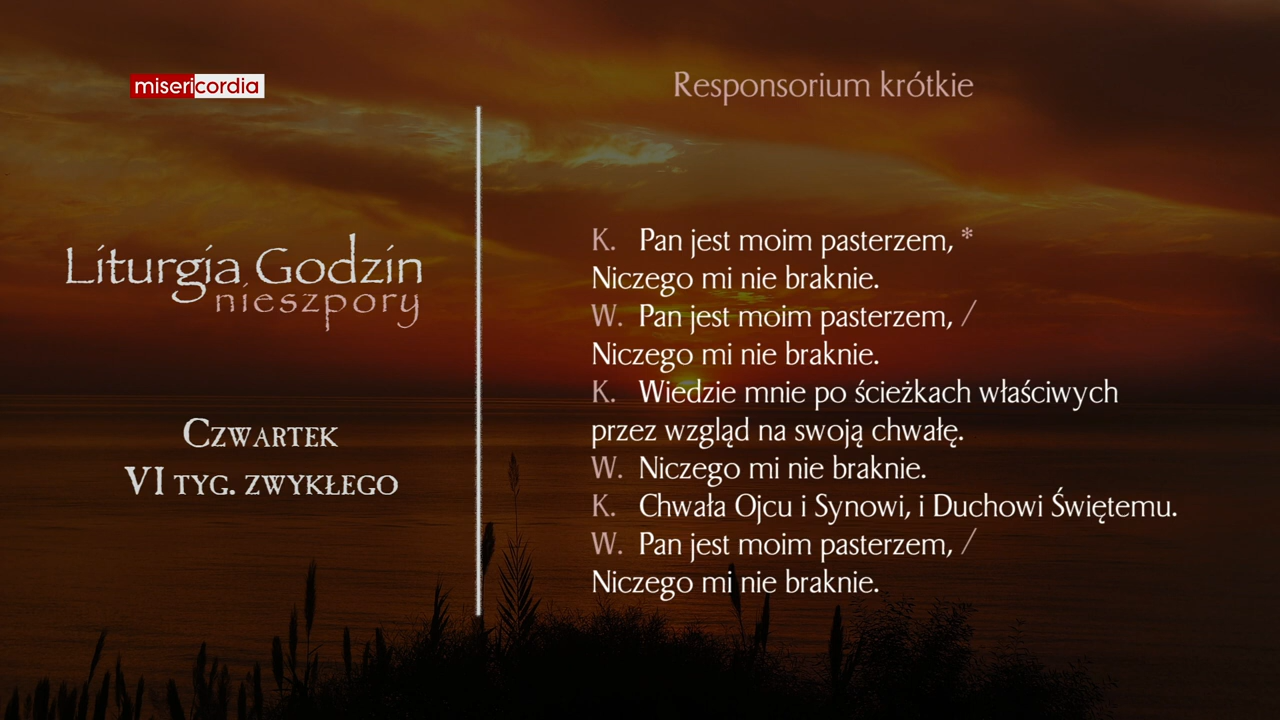 misericordia
Liturgia Godzin
nieszpory
Czwartek
VI tyg. zwykłego
Responsorium krótkie
K. Pan jest moim pasterzem, *
Niczego mi nie braknie.
W. Pan jest moim pasterzem, /
Niczego mi nie braknie.
K. Wiedzie mnie po ścieżkach właściwych
przez wzgląd na swoją chwałę.
W. Niczego mi nie braknie.
K. Chwała Ojcu i Synowi, i Duchowi Świętemu.
W. Pan jest moim pasterzem, /
Niczego mi nie braknie.